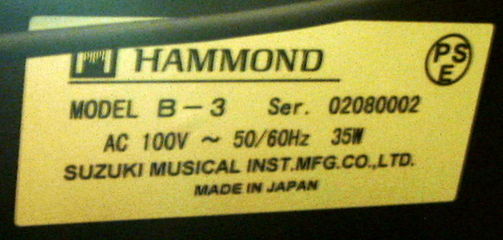 HAMMOND
PSE
MODEL B-3 Ser. 02080002
AC 100V ~ 50/60Hz 35W
SUZUKI MUSICAL INST.MFG.CO.,LTD.
MADE IN JAPAN